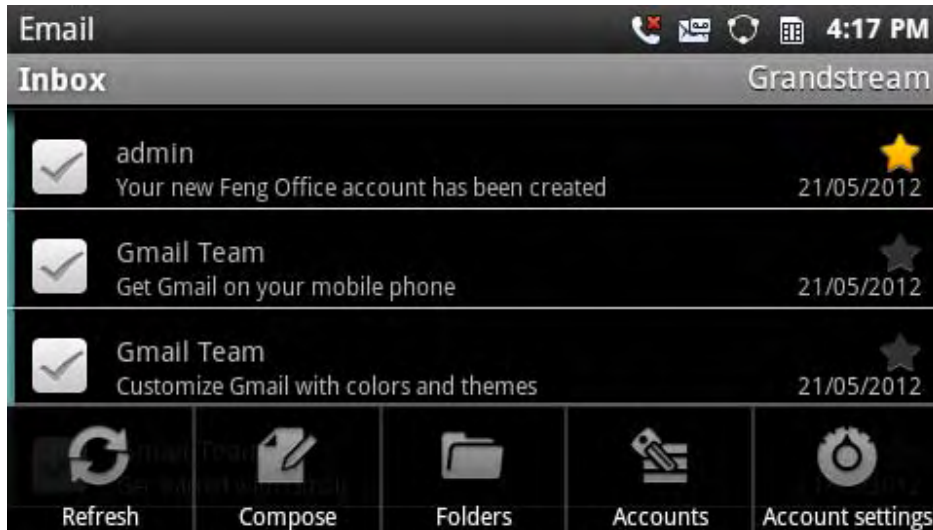 Email 4:17 PM
Inbox Grandstream
admin
Your new Feng Office account has been created 21/05/2012
Gmail Team
Get Gmail on your mobile phone 21/05/2012
Gmail Team
Customize Gmail with colors and themes 21/05/2012
Gmail Team
Refresh Compose Folders Accounts Account settings